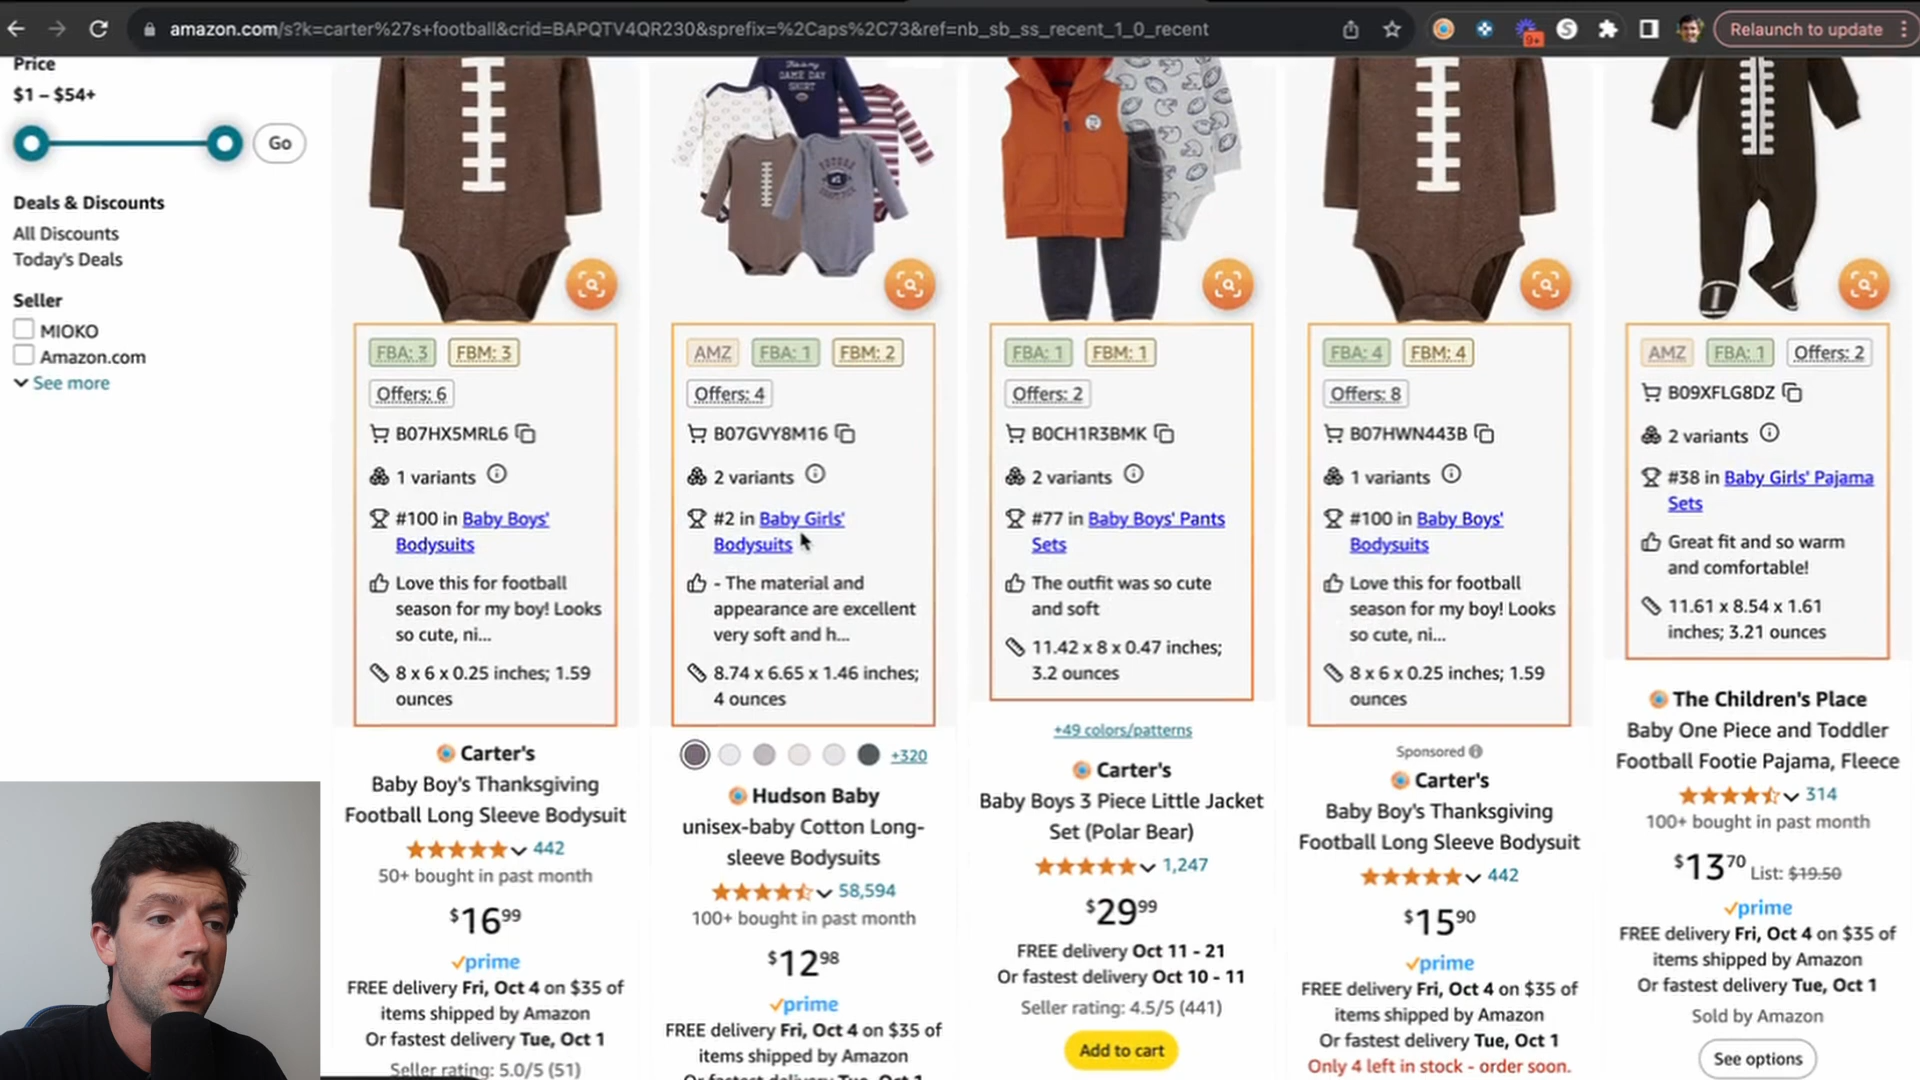 amazon.com/s?k=carter%27s+football&crid=BAPQTV4QR230&sprefix=%2Caps%2C73&ref=nb_sb_ss_recent_1_0_recent
9+
Relaunch to update
Price
$1 – $54+
Go
Deals & Discounts
All Discounts
Today's Deals
Seller
MIOKO
Amazon.com
See more
FBA: 3 FBM: 3
Offers: 6
B07HX5MRL6
1 variants
#100 in Baby Boys'
Bodysuits
Love this for football
season for my boy! Looks
so cute, ni...
8 x 6 x 0.25 inches; 1.59
ounces
Carter's
Baby Boy's Thanksgiving
Football Long Sleeve Bodysuit
442
50+ bought in past month
$16.99
prime
FREE delivery Fri, Oct 4 on $35 of
items shipped by Amazon
Or fastest delivery Tue, Oct 1
Seller rating: 5.0/5 (51)
GAME DAY
SHIRT
FUTURE
AMZ FBA: 1 FBM: 2
Offers: 4
B07GVY8M16
2 variants
#2 in Baby Girls'
Bodysuits
- The material and
appearance are excellent
very soft and h...
8.74 x 6.65 x 1.46 inches;
4 ounces
+320
Hudson Baby
unisex-baby Cotton Long-
sleeve Bodysuits
58,594
100+ bought in past month
$12.98
prime
FREE delivery Fri, Oct 4 on $35 of
items shipped by Amazon
Or fastest delivery Tue, Oct 1
FBA: 1 FBM: 1
Offers: 2
B0CH1R3BMK
2 variants
#77 in Baby Boys' Pants
Sets
The outfit was so cute
and soft
11.42 x 8 x 0.47 inches;
3.2 ounces
+49 colors/patterns
Carter's
Baby Boys 3 Piece Little Jacket
Set (Polar Bear)
1,247
$29.99
FREE delivery Oct 11 - 21
Or fastest delivery Oct 10 - 11
Seller rating: 4.5/5 (441)
Add to cart
FBA: 4 FBM: 4
Offers: 8
B07HWN443B
1 variants
#100 in Baby Boys'
Bodysuits
Love this for football
season for my boy! Looks
so cute, ni...
8 x 6 x 0.25 inches; 1.59
ounces
Sponsored
Carter's
Baby Boy's Thanksgiving
Football Long Sleeve Bodysuit
442
$15.90
prime
FREE delivery Fri, Oct 4 on $35 of
items shipped by Amazon
Or fastest delivery Tue, Oct 1
Only 4 left in stock - order soon.
AMZ FBA: 1 Offers: 2
B09XFLG8DZ
2 variants
#38 in Baby Girls' Pajama
Sets
Great fit and so warm
and comfortable!
11.61 x 8.54 x 1.61
inches; 3.21 ounces
The Children's Place
Baby One Piece and Toddler
Football Footie Pajama, Fleece
314
100+ bought in past month
$13.70 List: $19.50
prime
FREE delivery Fri, Oct 4 on $35 of
items shipped by Amazon
Or fastest delivery Tue, Oct 1
Sold by Amazon
See options